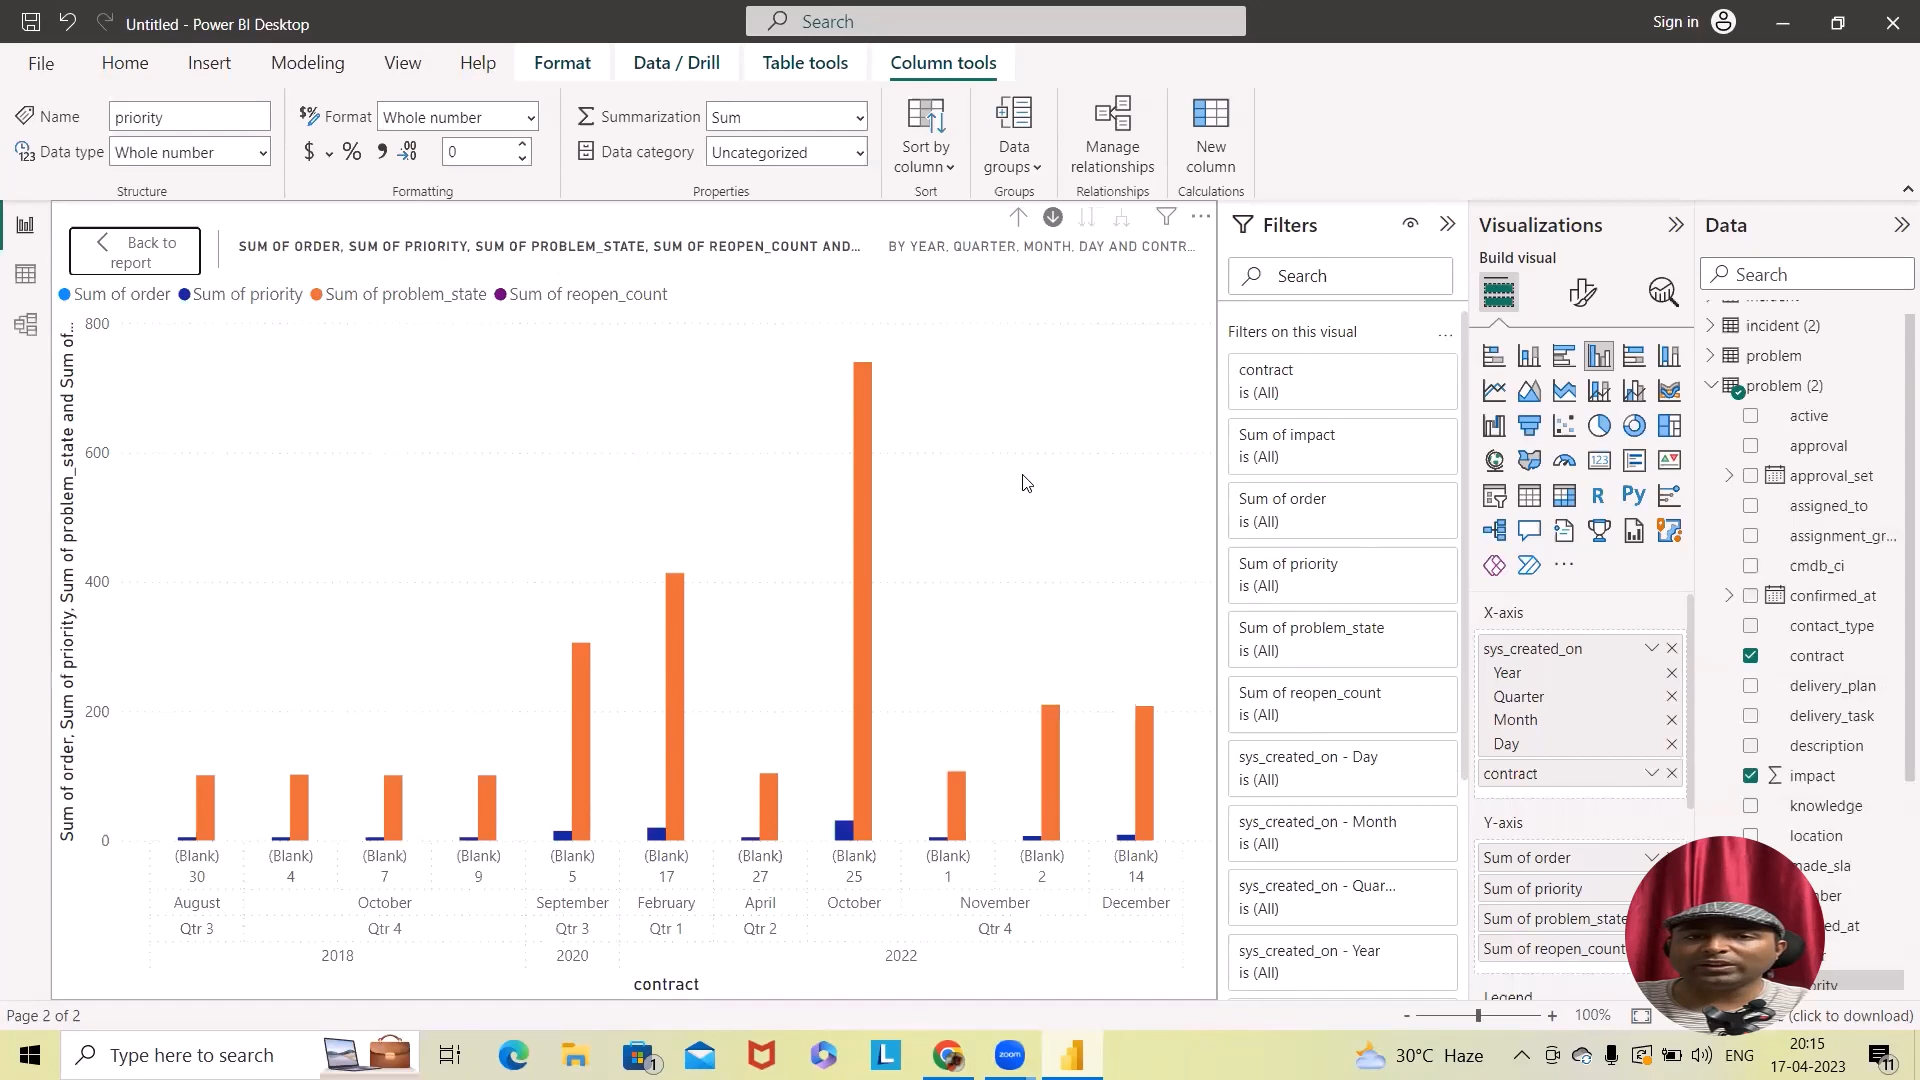 Untitled - Power BI Desktop
Search
Sign in
File
Home
Insert
Modeling
View
Help
Format
Data / Drill
Table tools
Column tools
Name
priority
Data type
Whole number
Structure
Format
Whole number
$
%
0
Formatting
Summarization
Sum
Data category
Uncategorized
Properties
Sort by
column
Sort
Data
groups
Groups
Manage
relationships
Relationships
New
column
Calculations
Back to
report
SUM OF ORDER, SUM OF PRIORITY, SUM OF PROBLEM_STATE, SUM OF REOPEN_COUNT AND...
BY YEAR, QUARTER, MONTH, DAY AND CONTR...
Sum of order
Sum of priority
Sum of problem_state
Sum of reopen_count
Sum of order, Sum of priority, Sum of problem_state and Sum of...
800
600
400
200
0
(Blank) (Blank) (Blank) (Blank) (Blank) (Blank) (Blank) (Blank) (Blank) (Blank) (Blank)
30 4 7 9 5 17 27 25 1 2 14
August October September February April October November December
Qtr 3 Qtr 4 Qtr 3 Qtr 1 Qtr 2 Qtr 4
2018 2020 2022
contract
Filters
Search
Filters on this visual
...
contract
is (All)
Sum of impact
is (All)
Sum of order
is (All)
Sum of priority
is (All)
Sum of problem_state
is (All)
Sum of reopen_count
is (All)
sys_created_on - Day
is (All)
sys_created_on - Month
is (All)
sys_created_on - Quar...
is (All)
sys_created_on - Year
is (All)
Visualizations
Build visual
123
R
Py
...
X-axis
sys_created_on
Year
Quarter
Month
Day
contract
Y-axis
Sum of order
Sum of priority
Sum of problem_state
Sum of reopen_count
Legend
Data
Search
incident (2)
problem
problem (2)
active
approval
approval_set
assigned_to
assignment_gr...
cmdb_ci
confirmed_at
contact_type
contract
delivery_plan
delivery_task
description
impact
knowledge
location
Page 2 of 2
100%
(click to download)
Type here to search
1
L
zoom
30°C Haze
ENG
20:15
17-04-2023
11